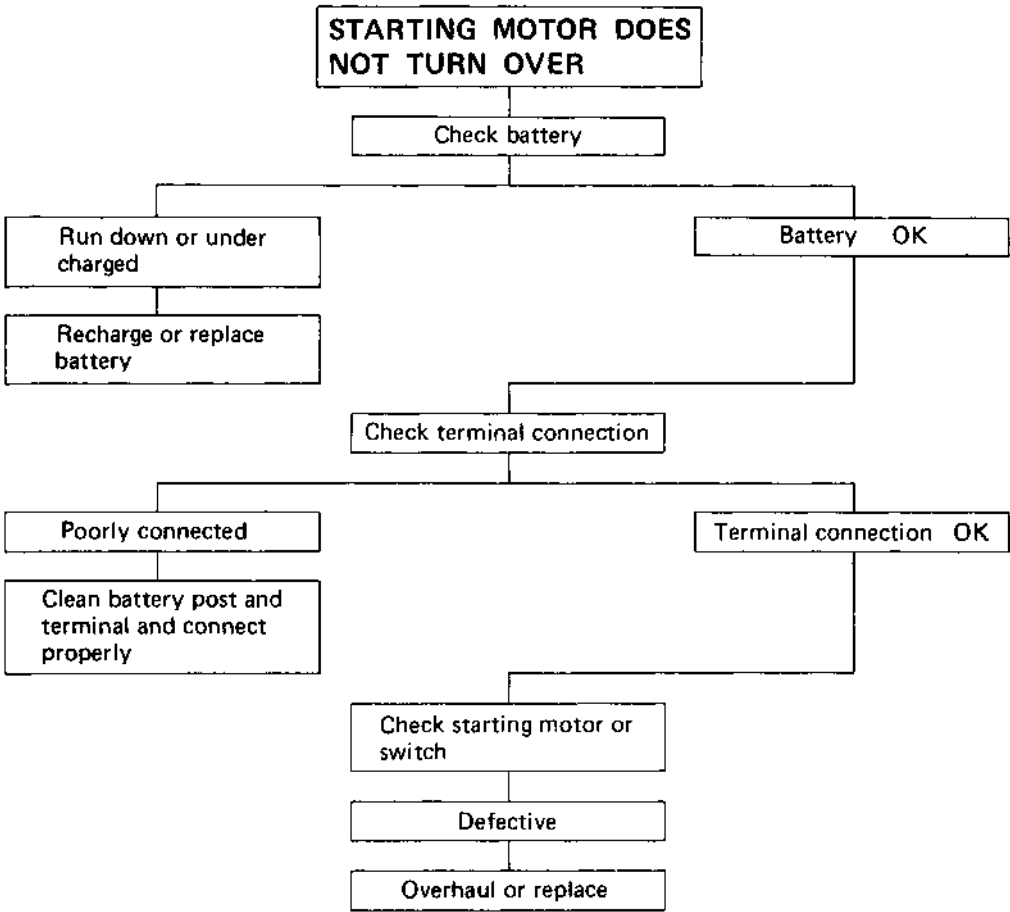 STARTING MOTOR DOES
NOT TURN OVER
Check battery
Run down or under
charged
Battery OK
Recharge or replace
battery
Check terminal connection
Poorly connected
Terminal connection OK
Clean battery post and
terminal and connect
properly
Check starting motor or
switch
Defective
Overhaul or replace